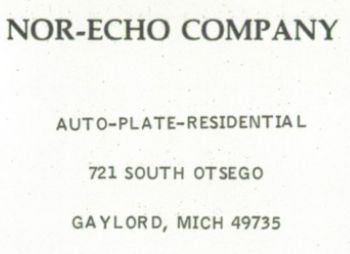 NOR-ECHO COMPANY
AUTO-PLATE-RESIDENTIAL
721 SOUTH OTSEGO
GAYLORD, MICH 49735